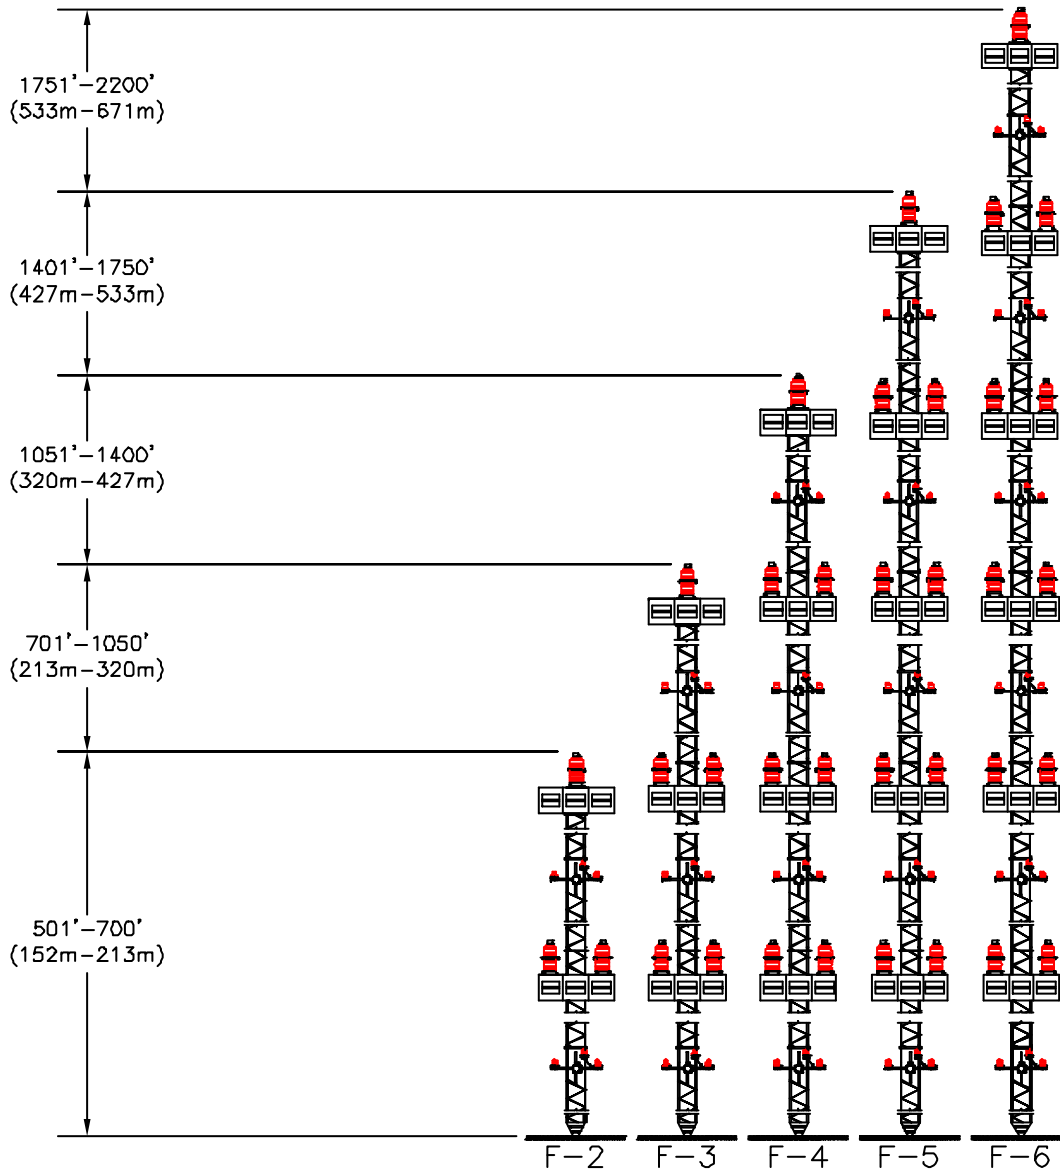 1751'-2200'
(533m-671m)
1401'-1750'
(427m-533m)
1051'-1400'
(320m-427m)
701'-1050'
(213m-320m)
501'-700'
(152m-213m)
F-2 F-3 F-4 F-5 F-6